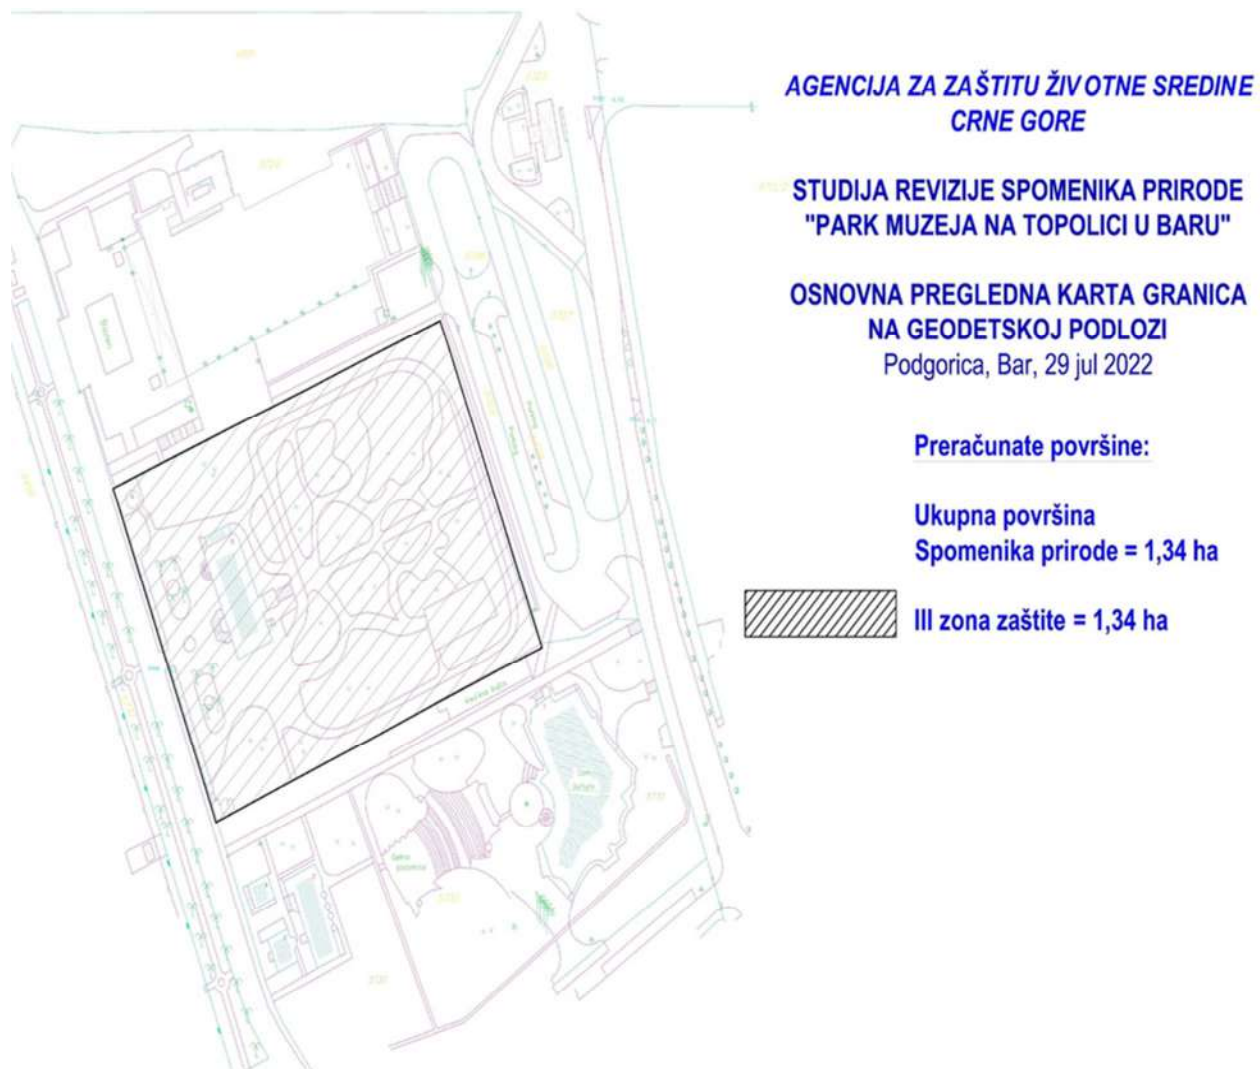 AGENCIJA ZA ZAŠTITU ŽIVOTNE SREDINE
CRNE GORE
STUDIJA REVIZIJE SPOMENIKA PRIRODE
"PARK MUZEJA NA TOPOLICI U BARU"
OSNOVNA PREGLEDNA KARTA GRANICA
NA GEODETSKOJ PODLOZI
Podgorica, Bar, 29 jul 2022
Preračunate površine:
Ukupna površina
Spomenika prirode = 1,34 ha
III zona zaštite = 1,34 ha